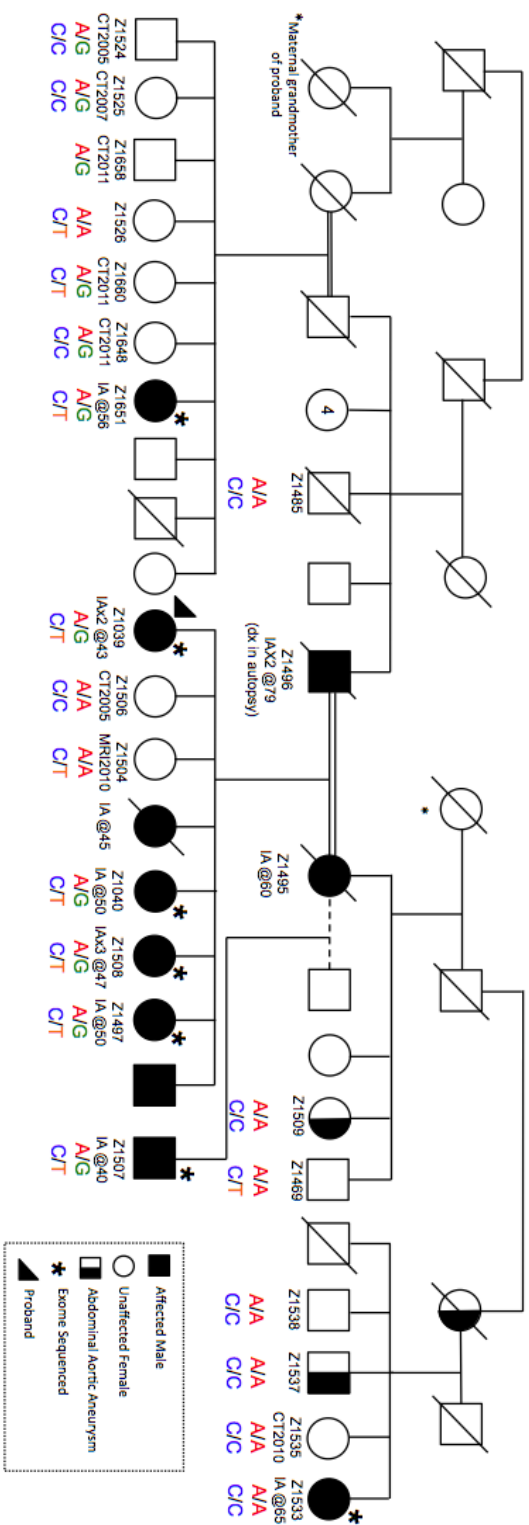 *Maternal grandmother
of proband
*
4
Z1485
A/A
C/C
Z1496
IAX2 @79
(dx in autopsy)
Z1495
IA @60
Z1509
A/A
C/C
Z1469
A/A
C/T
Z1538
A/A
C/C
Z1537
A/A
C/C
Z1535
CT2010
A/A
C/C
Z1533
IA @65
*
A/A
C/C
Z1524
CT2005
A/G
C/C
Z1525
CT2007
A/G
C/C
Z1658
CT2011
A/G
Z1526
A/A
C/T
Z1660
CT2011
A/G
C/T
Z1648
CT2011
A/G
C/C
Z1651
IA @56
*
A/G
C/T
Z1039
IAx2 @43
*
A/G
C/T
Z1506
CT2005
A/A
C/C
Z1504
MRI2010
A/A
C/T
IA @45
Z1040
IA @50
*
A/G
C/T
Z1508
IAx3 @47
*
A/G
C/T
Z1497
IA @50
*
A/G
C/T
Z1507
IA @40
*
A/G
C/T
Affected Male
Unaffected Female
Abdominal Aortic Aneurysm
* Exome Sequenced
Proband